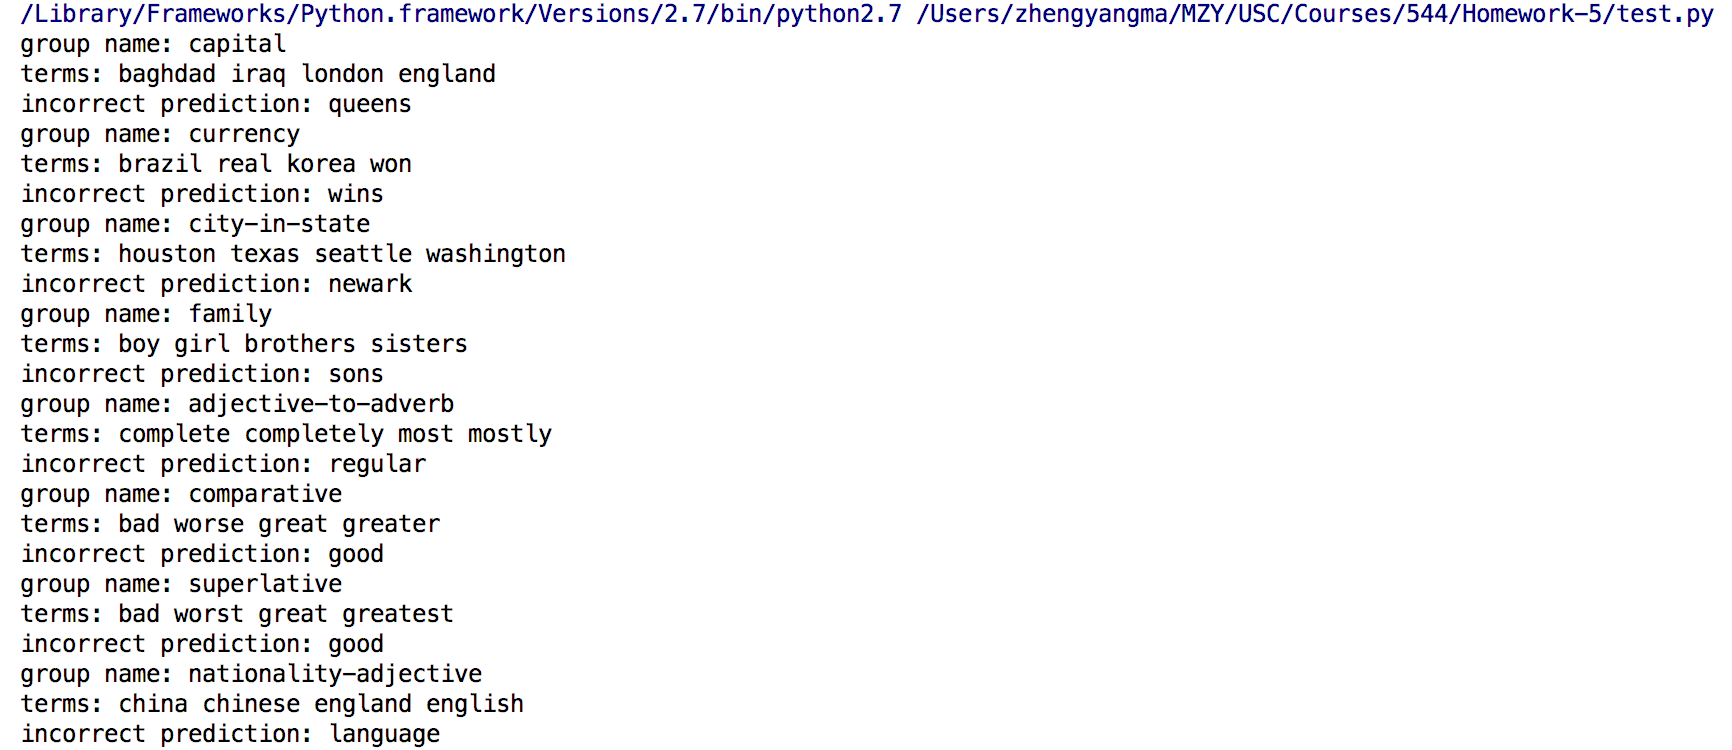 /Library/Frameworks/Python.framework/Versions/2.7/bin/python2.7 /Users/zhengyangma/MZY/USC/Courses/544/Homework-5/test.py
group name: capital
terms: baghdad iraq london england
incorrect prediction: queens
group name: currency
terms: brazil real korea won
incorrect prediction: wins
group name: city-in-state
terms: houston texas seattle washington
incorrect prediction: newark
group name: family
terms: boy girl brothers sisters
incorrect prediction: sons
group name: adjective-to-adverb
terms: complete completely most mostly
incorrect prediction: regular
group name: comparative
terms: bad worse great greater
incorrect prediction: good
group name: superlative
terms: bad worst great greatest
incorrect prediction: good
group name: nationality-adjective
terms: china chinese england english
incorrect prediction: language